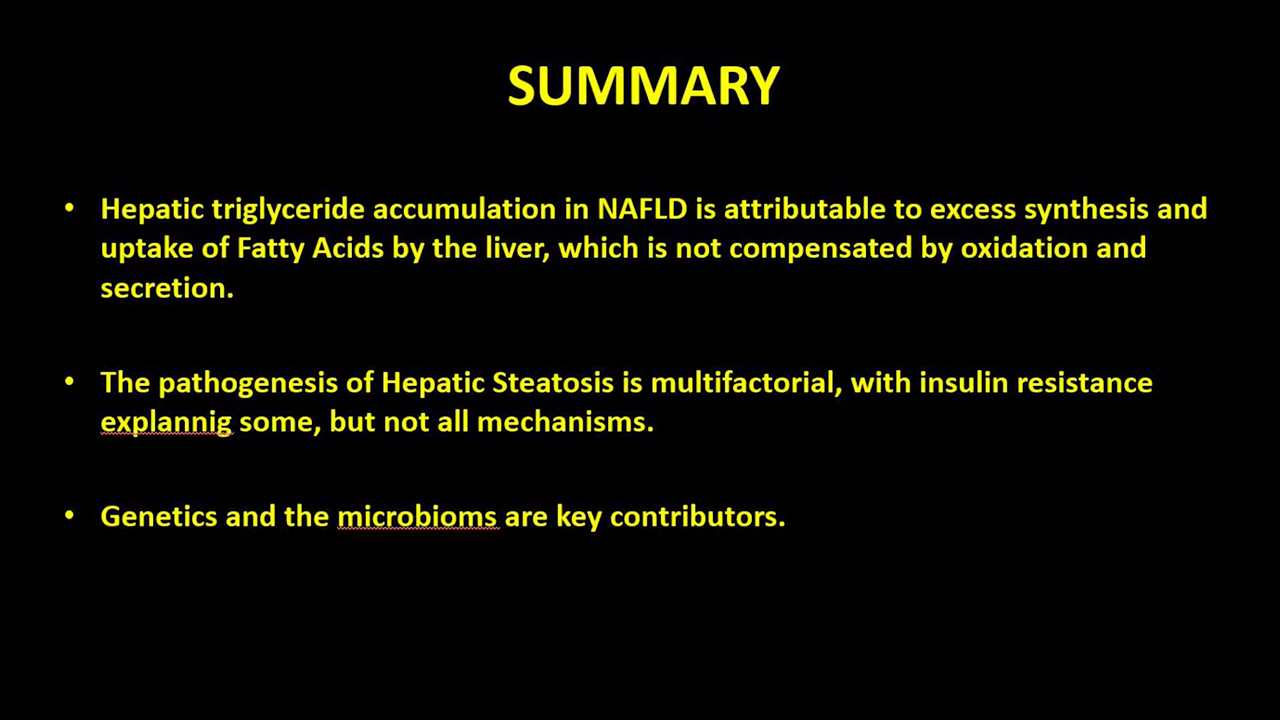 SUMMARY
• Hepatic triglyceride accumulation in NAFLD is attributable to excess synthesis and
uptake of Fatty Acids by the liver, which is not compensated by oxidation and
secretion.
• The pathogenesis of Hepatic Steatosis is multifactorial, with insulin resistance
explannig some, but not all mechanisms.
• Genetics and the microbioms are key contributors.